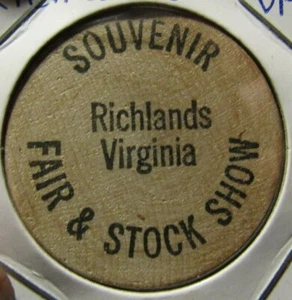 SOUVENIR
Richlands
Virginia
FAIR & STOCK SHOW